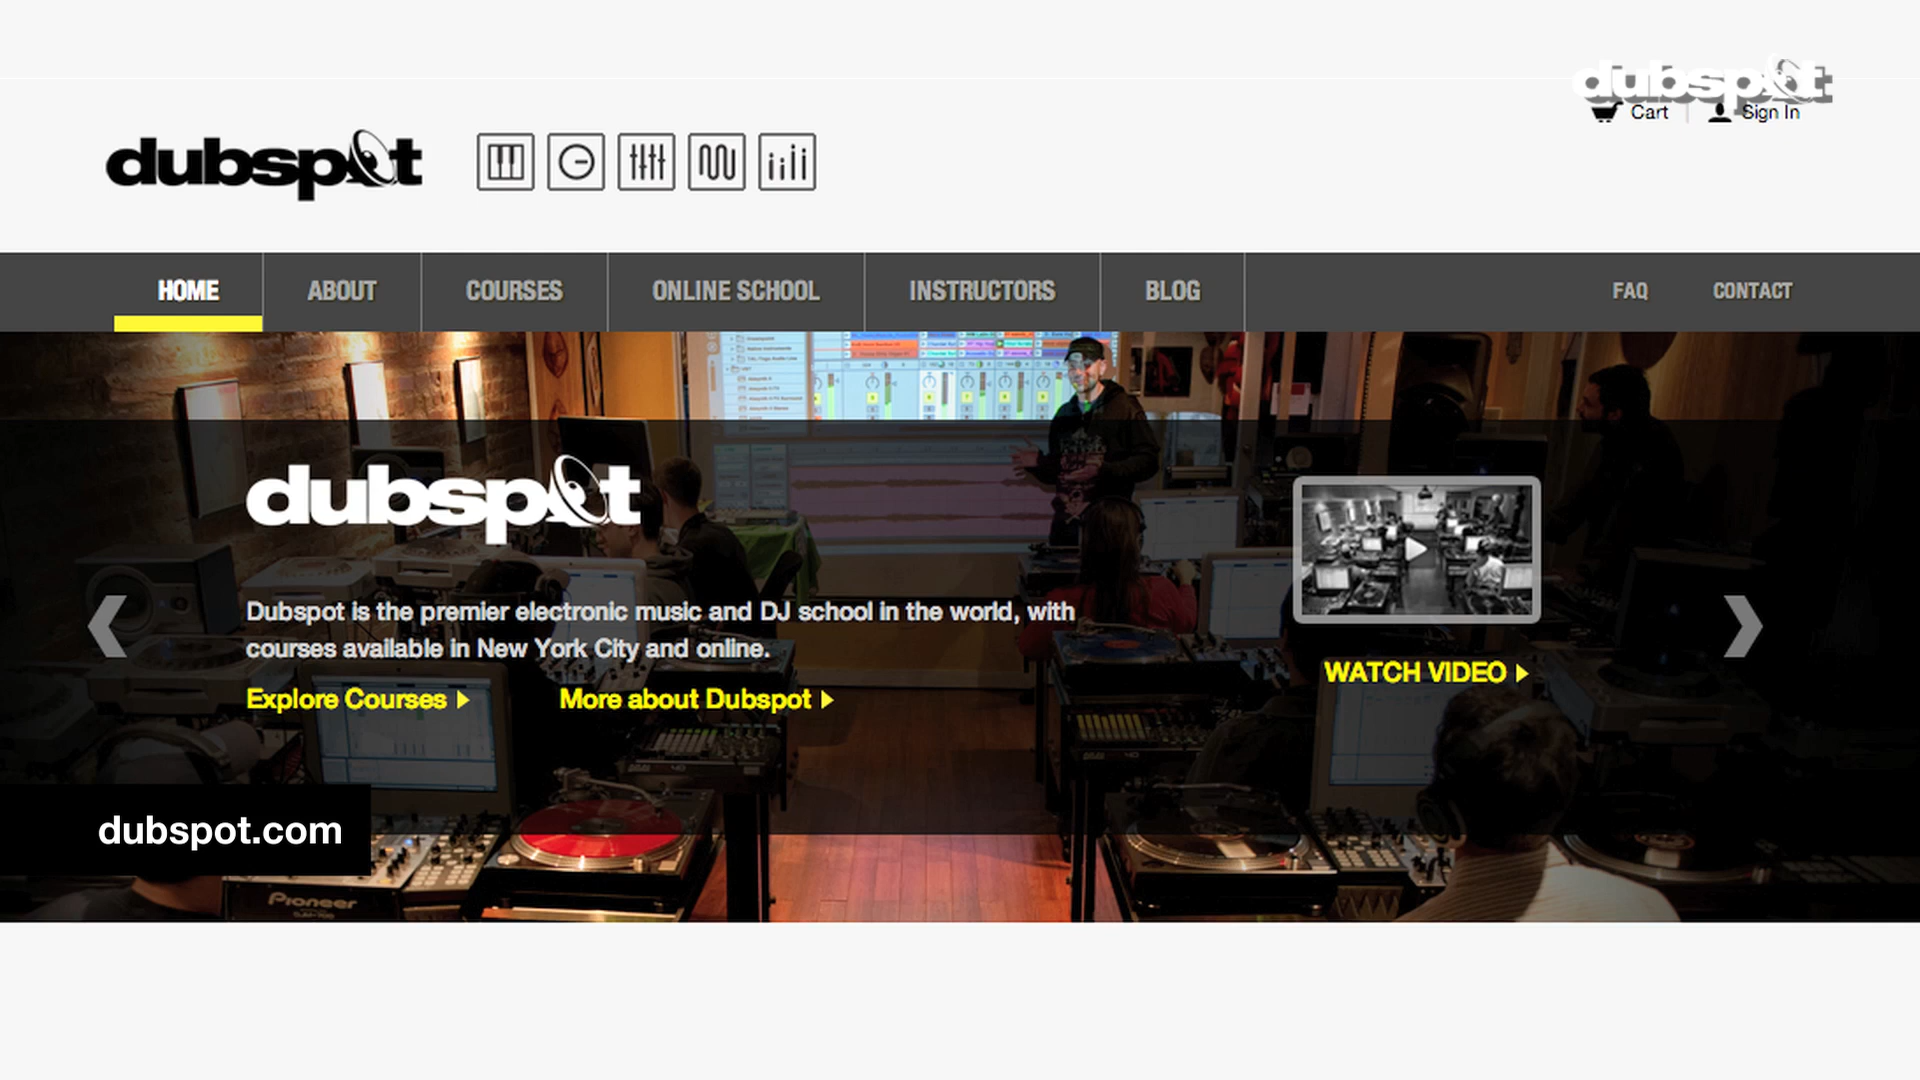 dubspot
Cart
Sign In
dubspot
HOME
ABOUT
COURSES
ONLINE SCHOOL
INSTRUCTORS
BLOG
FAQ
CONTACT
dubspot
Dubspot is the premier electronic music and DJ school in the world, with
courses available in New York City and online.
Explore Courses
More about Dubspot
WATCH VIDEO
dubspot.com
Pioneer